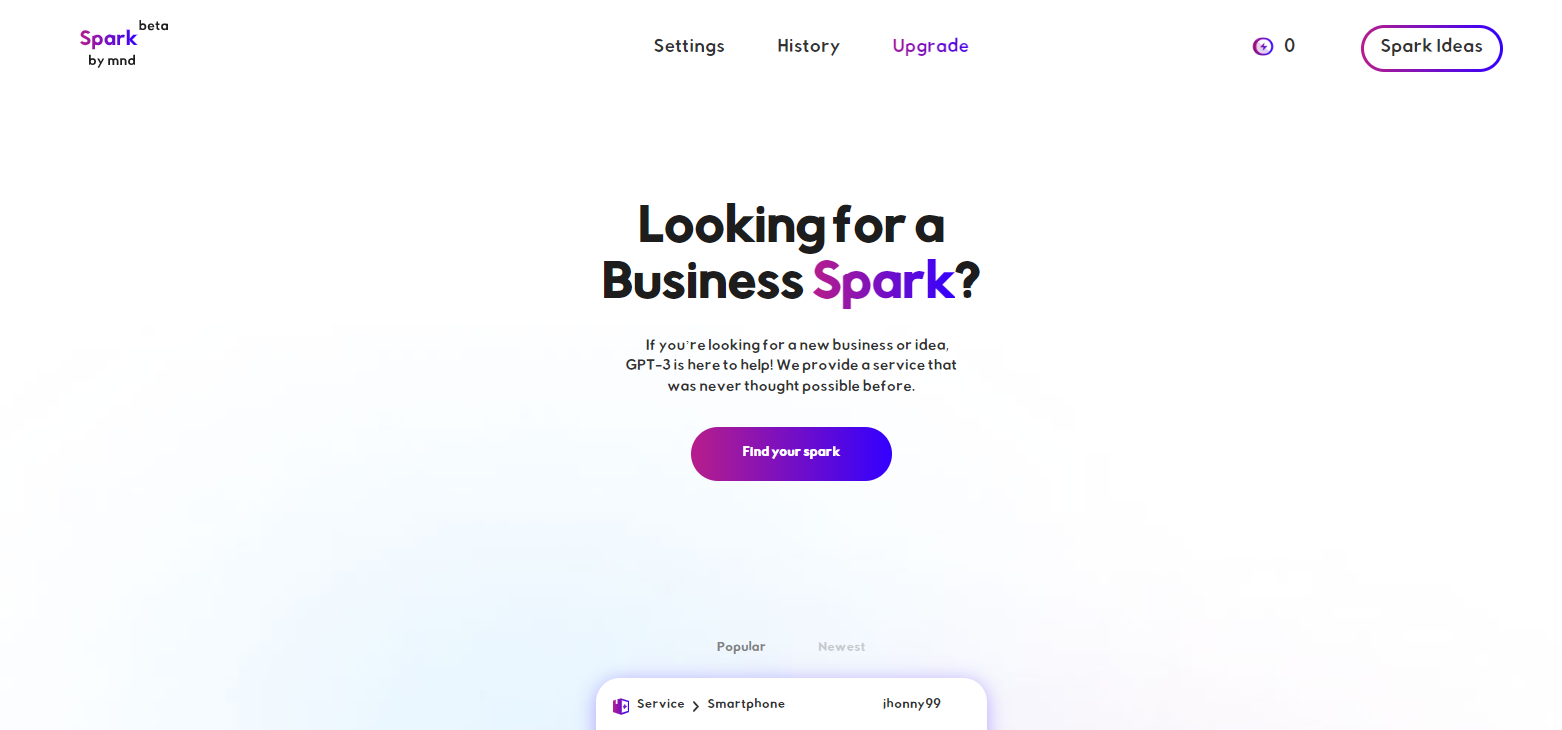 Spark beta
by mnd
Settings
History
Upgrade
0
Spark Ideas
Looking for a
Business Spark?
If you're looking for a new business or idea,
GPT-3 is here to help! We provide a service that
was never thought possible before.
Find your spark
Popular
Newest
Service
Smartphone
jhonny99